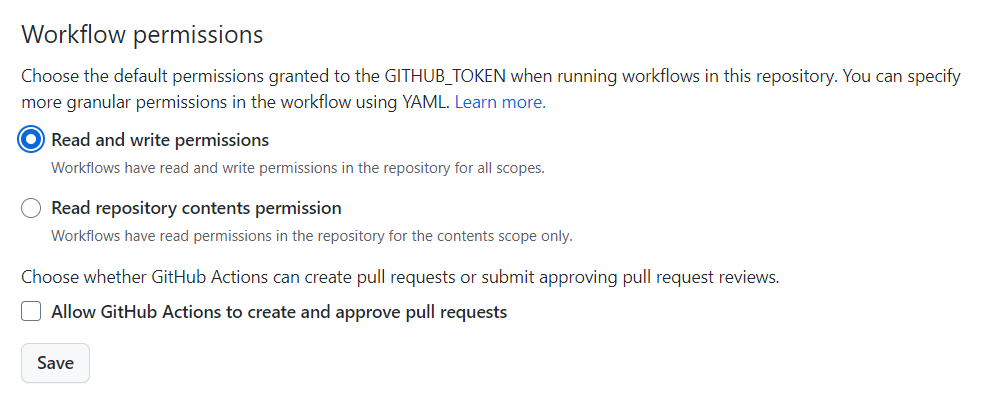 Workflow permissions
Choose the default permissions granted to the GITHUB_TOKEN when running workflows in this repository. You can specify
more granular permissions in the workflow using YAML. Learn more.
Read and write permissions
Workflows have read and write permissions in the repository for all scopes.
Read repository contents permission
Workflows have read permissions in the repository for the contents scope only.
Choose whether GitHub Actions can create pull requests or submit approving pull request reviews.
Allow GitHub Actions to create and approve pull requests
Save